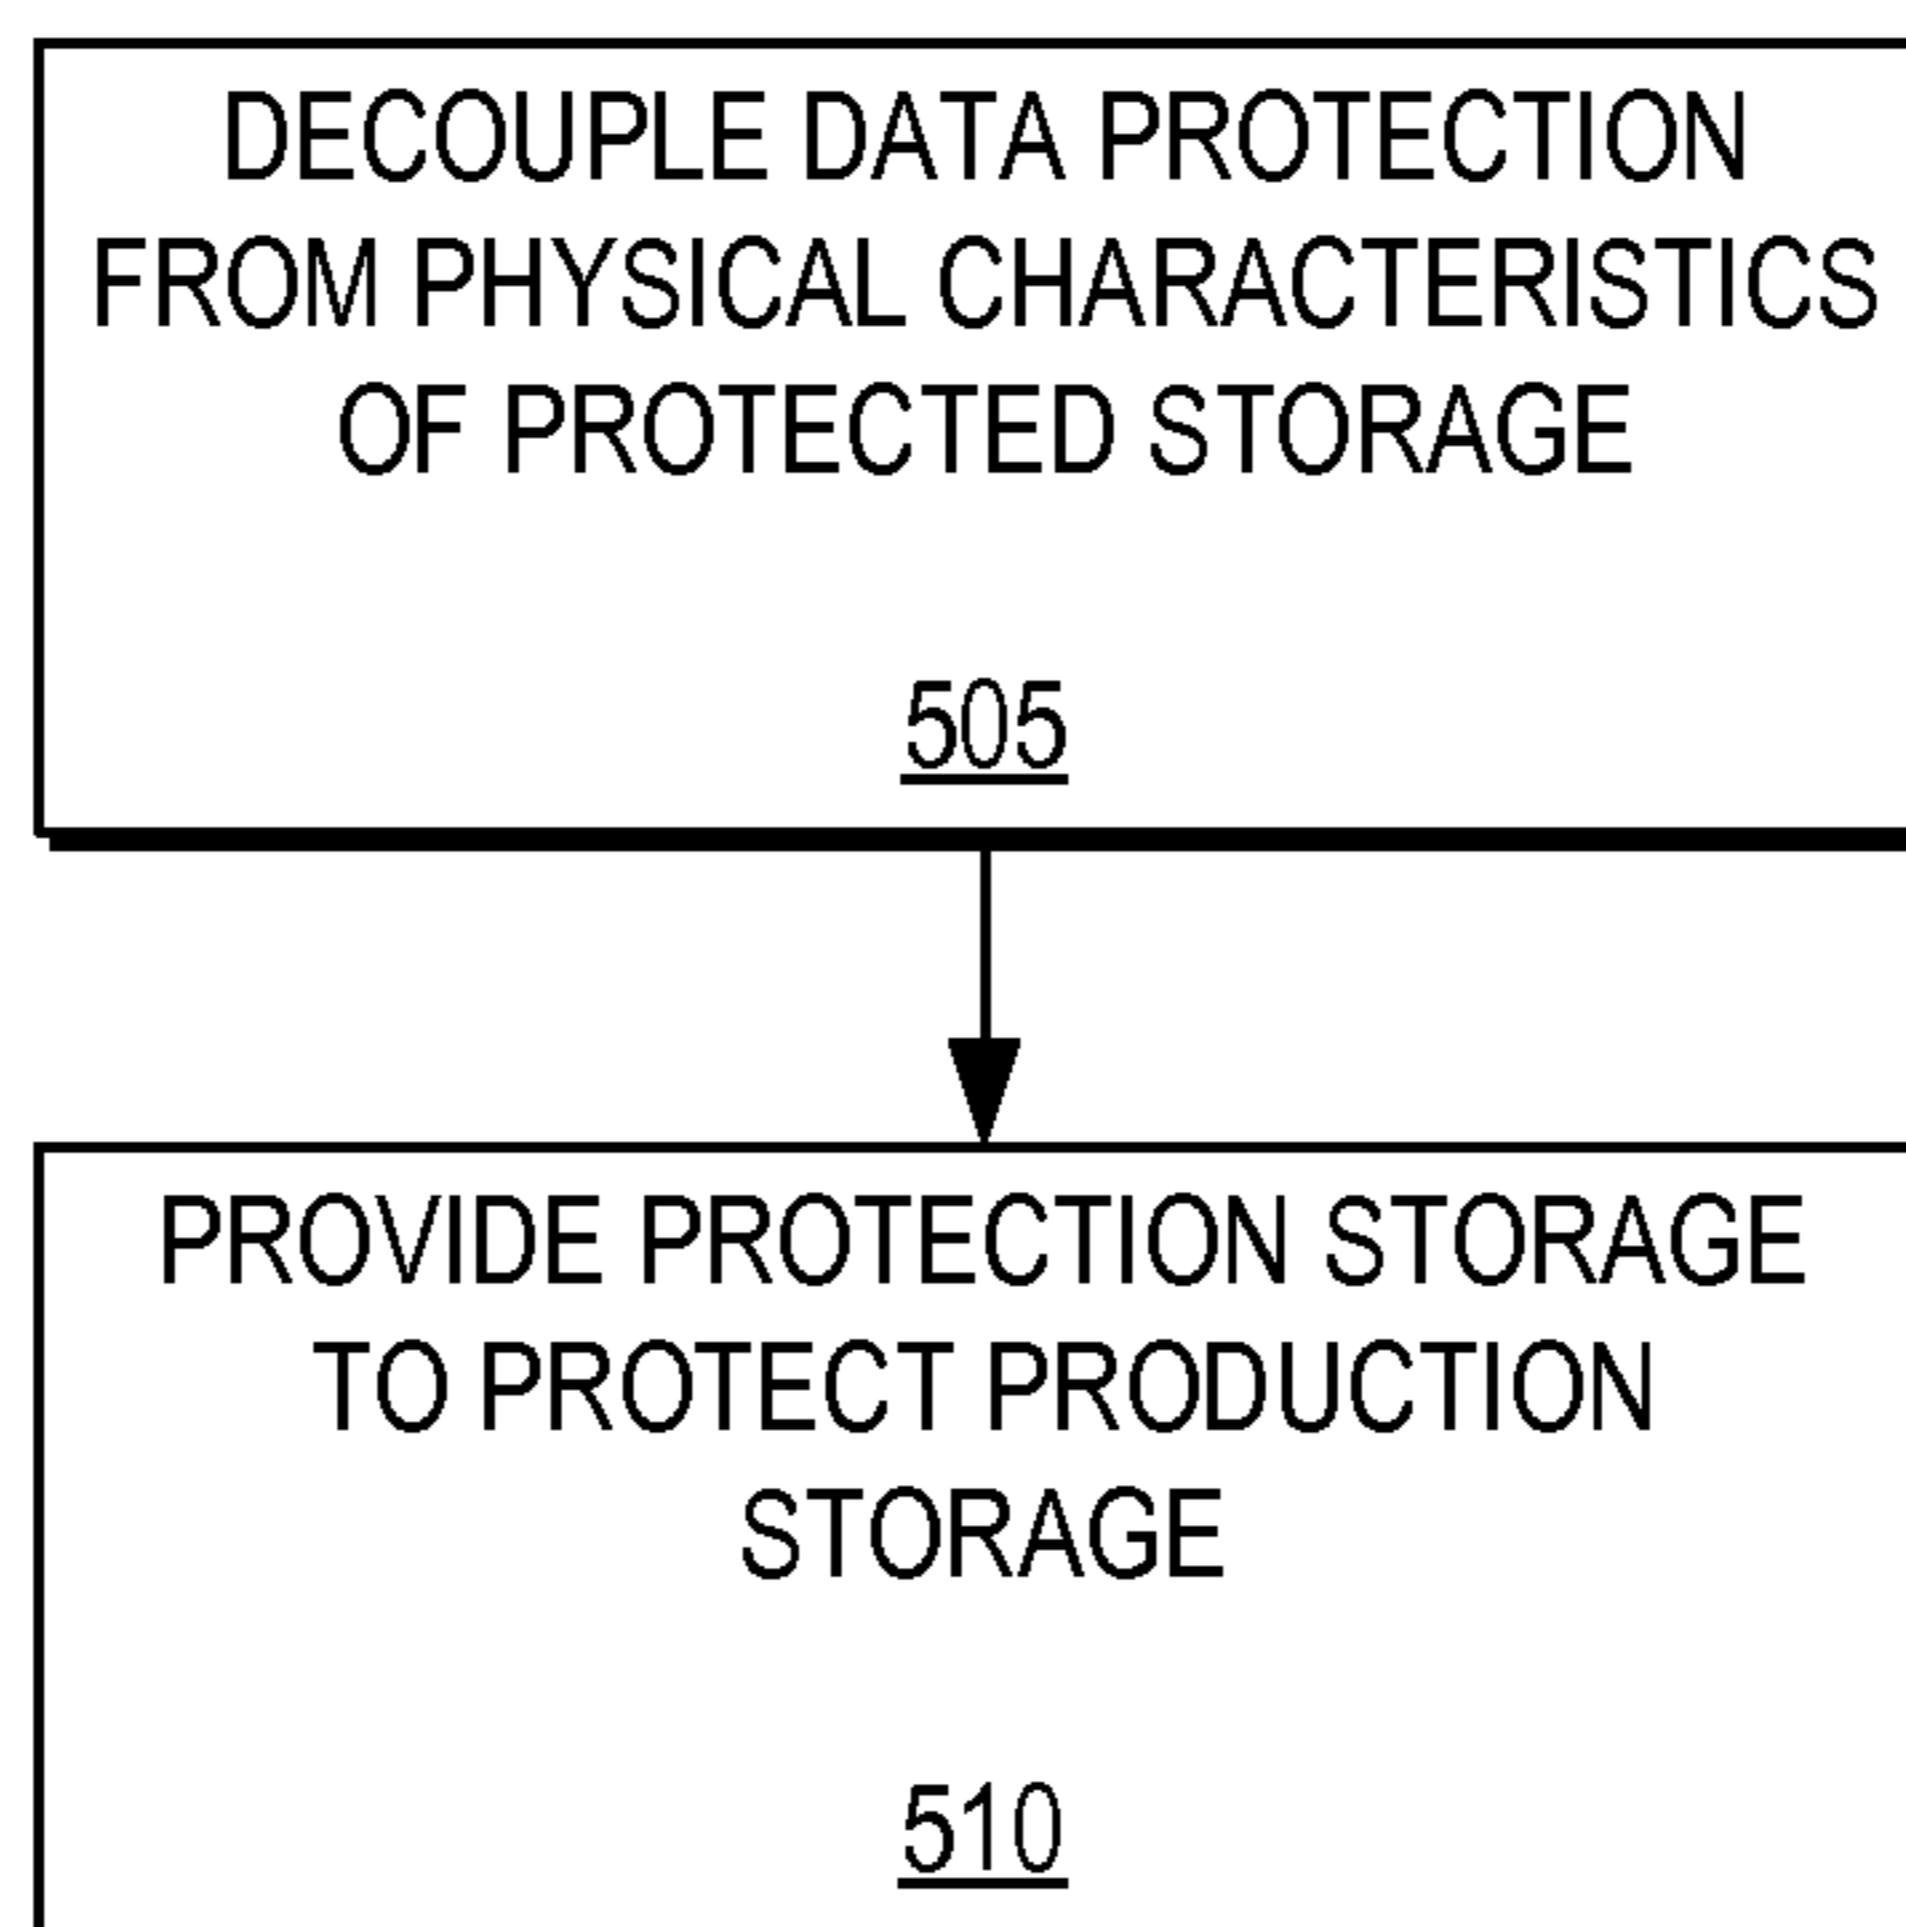 DECOUPLE DATA PROTECTION
FROM PHYSICAL CHARACTERISTICS
OF PROTECTED STORAGE
505
PROVIDE PROTECTION STORAGE
TO PROTECT PRODUCTION
STORAGE
510